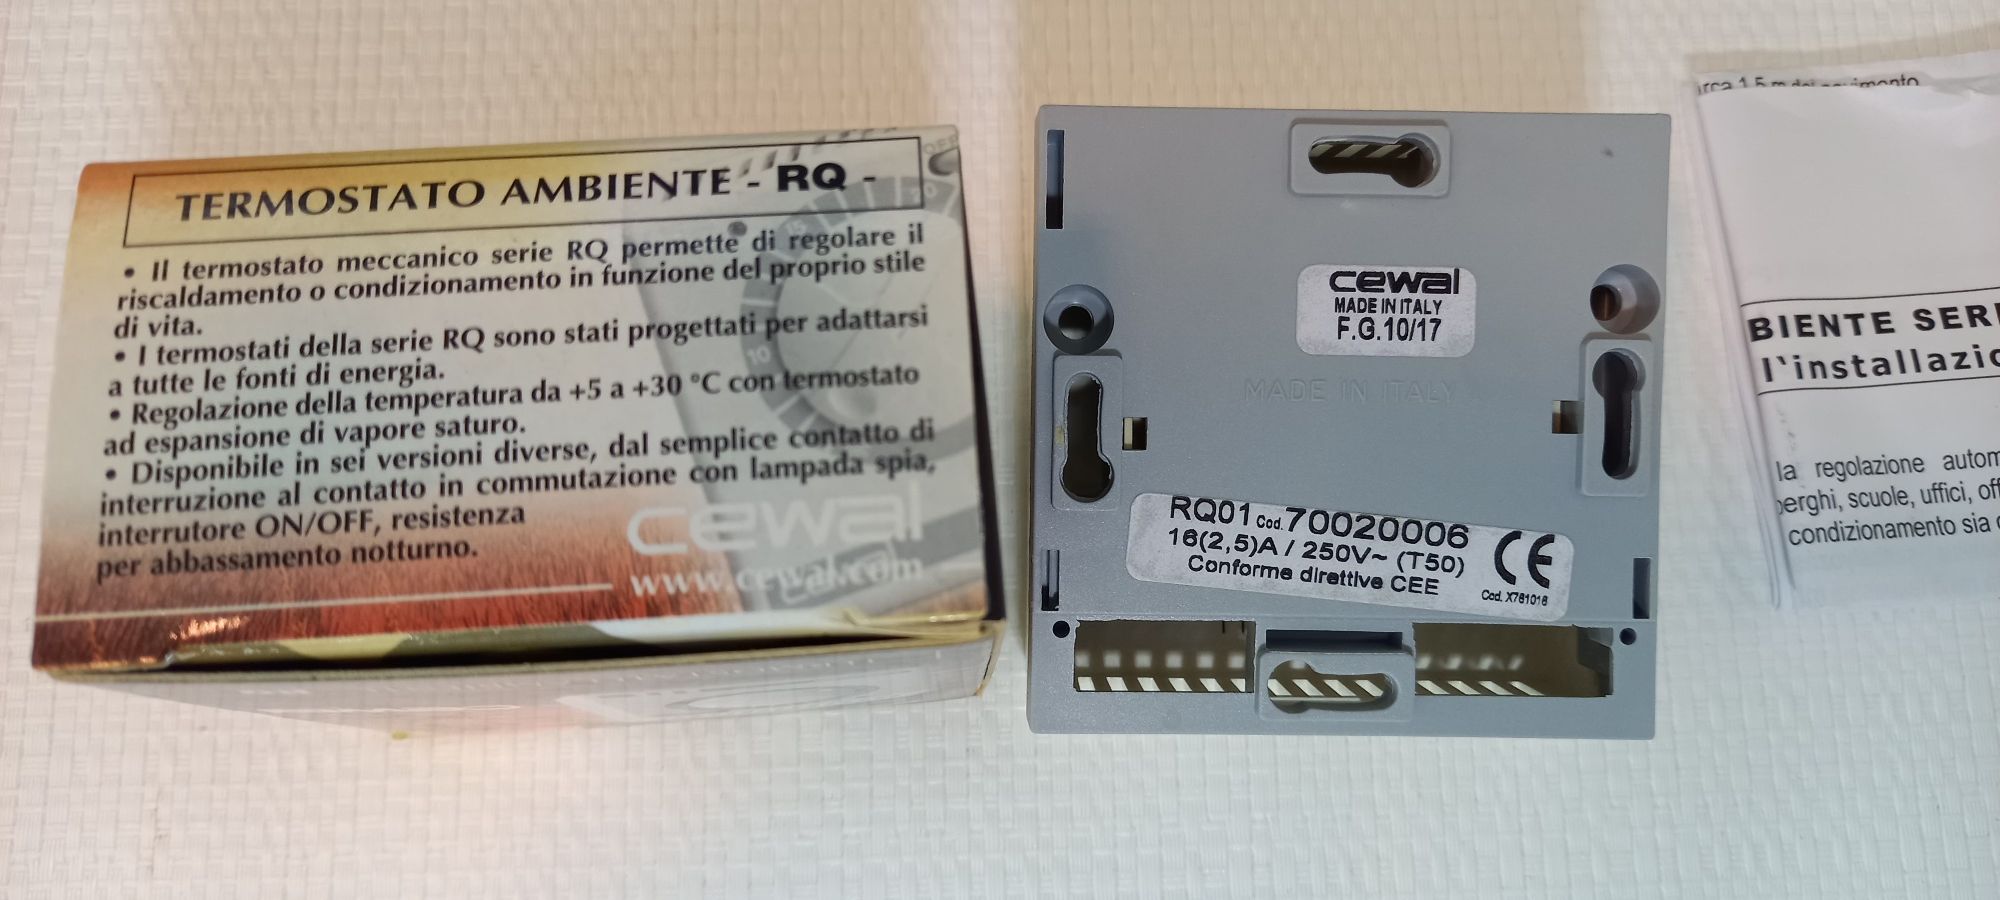 TERMOSTATO AMBIENTE - RQ -
• Il termostato meccanico serie RQ permette di regolare il
riscaldamento o condizionamento in funzione del proprio stile
di vita.
• I termostati della serie RQ sono stati progettati per adattarsi
a tutte le fonti di energia.
• Regolazione della temperatura da +5 a +30 °C con termostato
ad espansione di vapore saturo.
• Disponibile in sei versioni diverse, dal semplice contatto di
interruzione al contatto in commutazione con lampada spia,
interrutore ON/OFF, resistenza
per abbassamento notturno.
cewal
www.cewal.com
10
cewal
MADE IN ITALY
F.G.10/17
MADE IN ITALY
RQ01 Cod. 70020006
16(2,5)A / 250V~ (T50)
Conforme direttive CEE
CE
Cod. X761016
BIENTE SERI
l'installazio
la regolazione autom
erghi, scuole, uffici, off
condizionamento sia